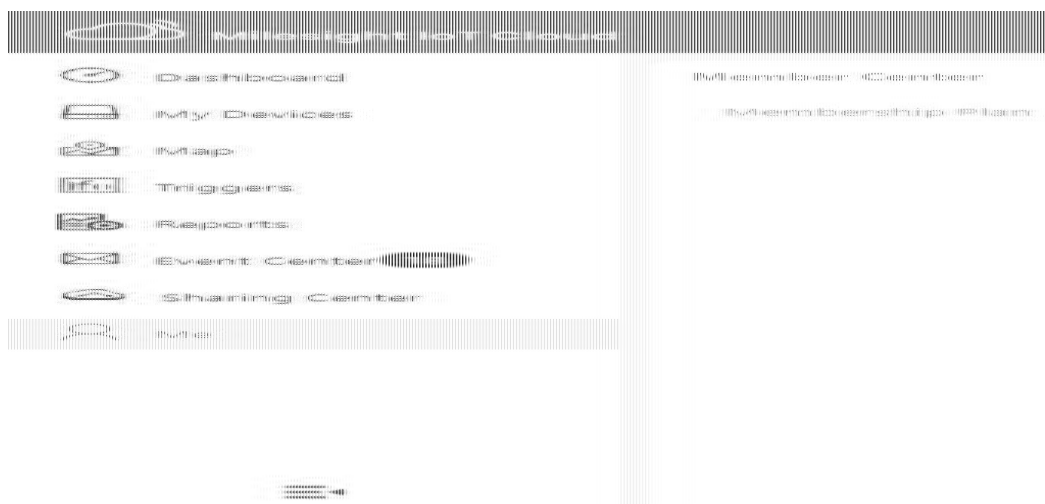 Milesight IoT Cloud
Dashboard
My Devices
Map
Triggers
Reports
Event Center
Sharing Center
Me
Member Center
Membership Plan